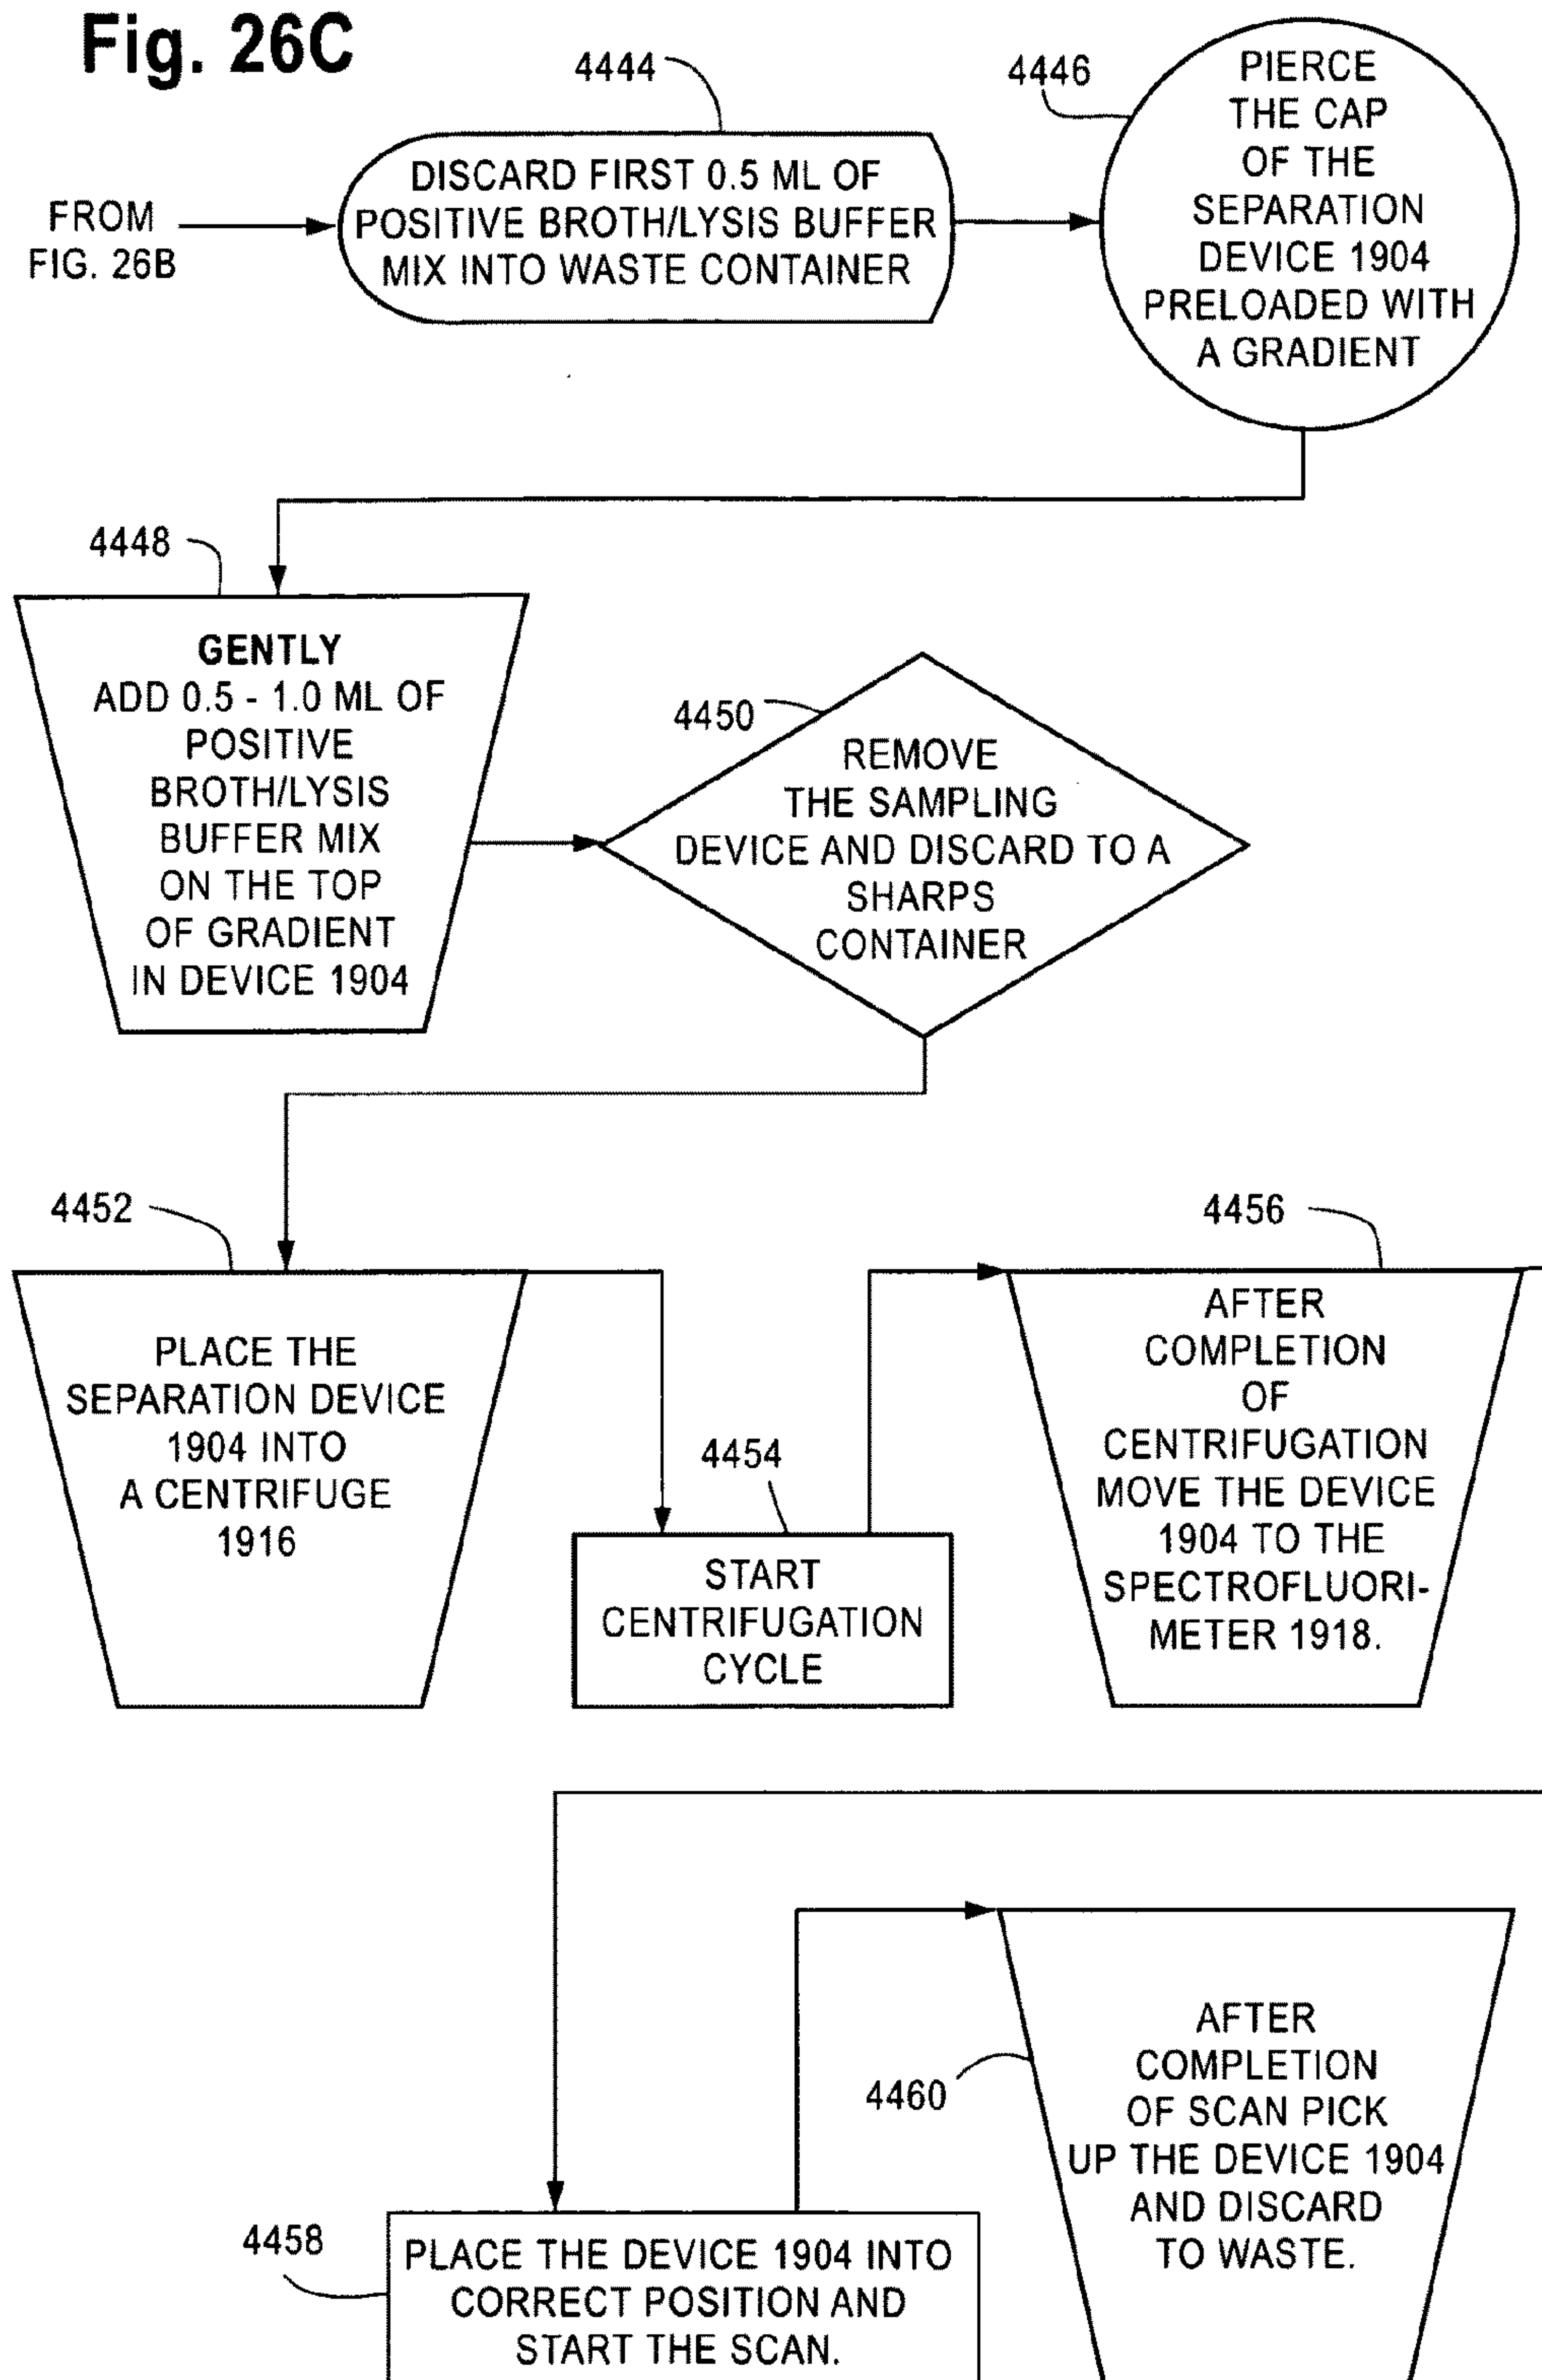 Fig. 26C
4444
4446
FROM
FIG. 26B
DISCARD FIRST 0.5 ML OF
POSITIVE BROTH/LYSIS BUFFER
MIX INTO WASTE CONTAINER
PIERCE
THE CAP
OF THE
SEPARATION
DEVICE 1904
PRELOADED WITH
A GRADIENT
4448
GENTLY
ADD 0.5 - 1.0 ML OF
POSITIVE
BROTH/LYSIS
BUFFER MIX
ON THE TOP
OF GRADIENT
IN DEVICE 1904
4450
REMOVE
THE SAMPLING
DEVICE AND DISCARD TO A
SHARPS
CONTAINER
4452
PLACE THE
SEPARATION DEVICE
1904 INTO
A CENTRIFUGE
1916
4454
START
CENTRIFUGATION
CYCLE
4456
AFTER
COMPLETION
OF
CENTRIFUGATION
MOVE THE DEVICE
1904 TO THE
SPECTROFLUORI-
METER 1918.
4458
PLACE THE DEVICE 1904 INTO
CORRECT POSITION AND
START THE SCAN.
4460
AFTER
COMPLETION
OF SCAN PICK
UP THE DEVICE 1904
AND DISCARD
TO WASTE.